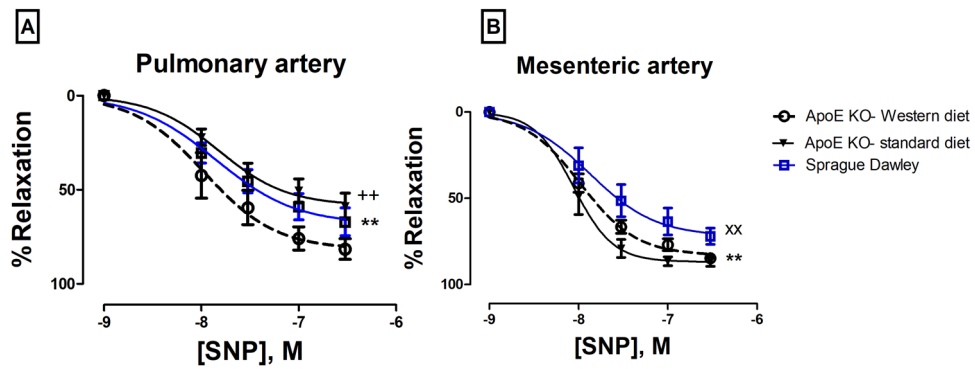 A
Pulmonary artery
% Relaxation
0
50
100
++
**
-9
-8
-7
-6
[SNP], M
B
Mesenteric artery
% Relaxation
0
50
100
xx
**
-9
-8
-7
-6
[SNP], M
ApoE KO- Western diet
ApoE KO- standard diet
Sprague Dawley